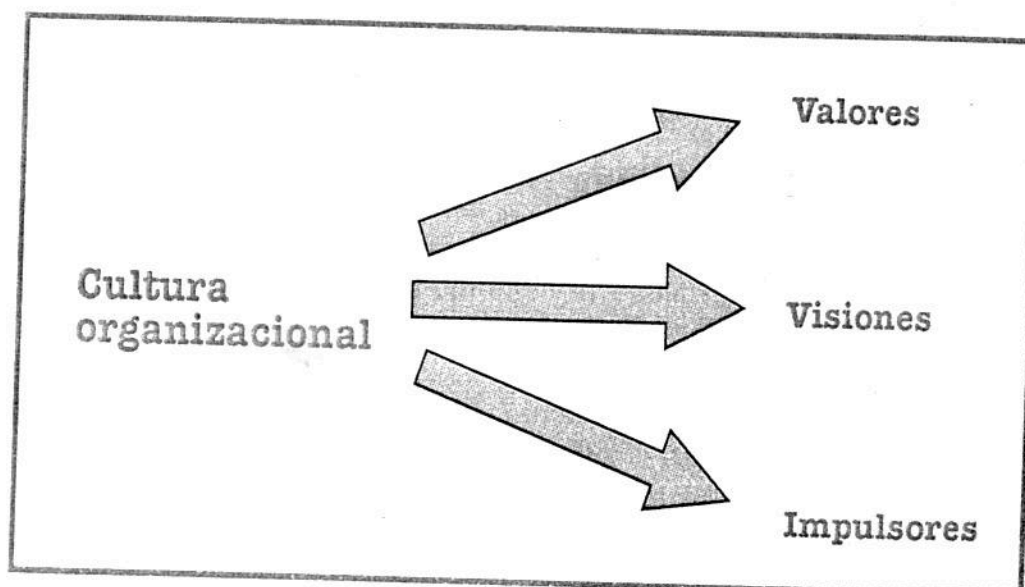 Valores
Cultura
organizacional
Visiones
Impulsores